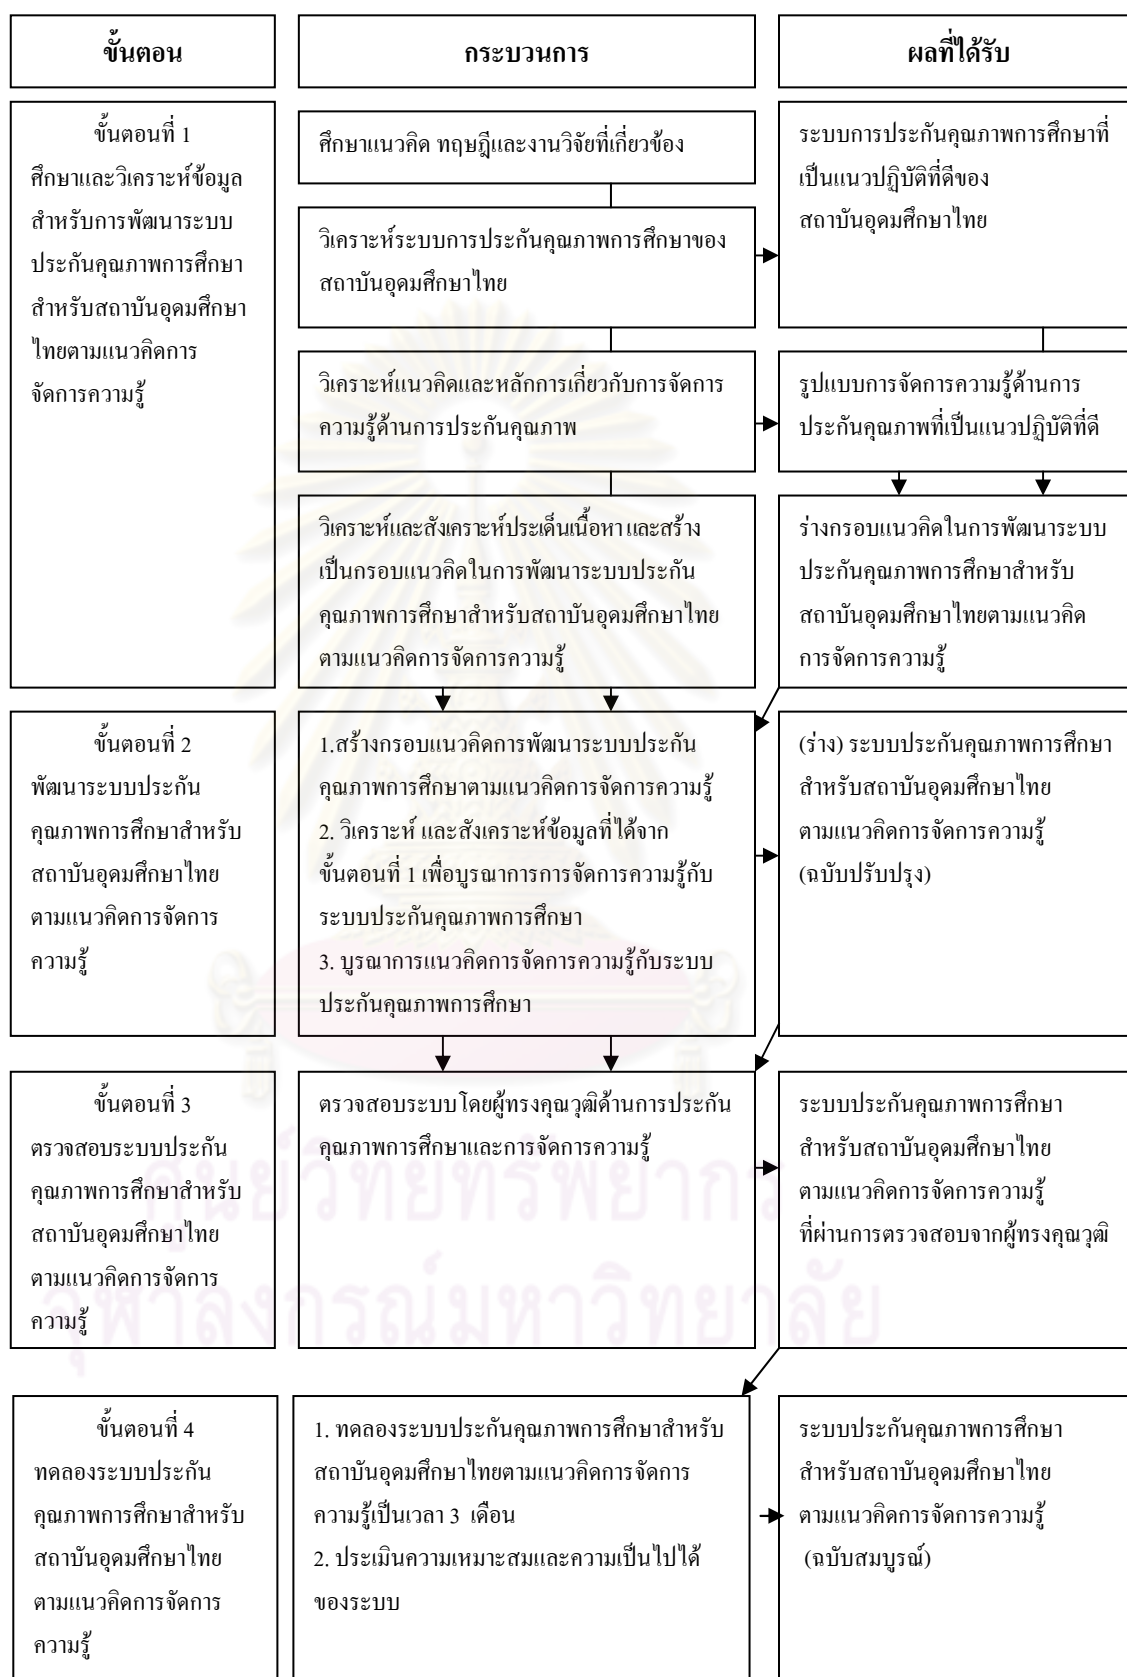 ขั้นตอน
กระบวนการ
ผลที่ได้รับ
ขั้นตอนที่ 1
ศึกษาและวิเคราะห์ข้อมูล
สำหรับการพัฒนาระบบ
ประกันคุณภาพการศึกษา
สำหรับสถาบันอุดมศึกษา
ไทยตามแนวคิดการ
จัดการความรู้
ศึกษาแนวคิด ทฤษฎีและงานวิจัยที่เกี่ยวข้อง
วิเคราะห์ระบบการประกันคุณภาพการศึกษาของ
สถาบันอุดมศึกษาไทย
วิเคราะห์แนวคิดและหลักการเกี่ยวกับการจัดการ
ความรู้ด้านการประกันคุณภาพ
วิเคราะห์และสังเคราะห์ประเด็นเนื้อหา และสร้าง
เป็นกรอบแนวคิดในการพัฒนาระบบประกัน
คุณภาพการศึกษาสำหรับสถาบันอุดมศึกษาไทย
ตามแนวคิดการจัดการความรู้
ระบบการประกันคุณภาพการศึกษาที่
เป็นแนวปฏิบัติที่ดีของ
สถาบันอุดมศึกษาไทย
รูปแบบการจัดการความรู้ด้านการ
ประกันคุณภาพที่เป็นแนวปฏิบัติที่ดี
ร่างกรอบแนวคิดในการพัฒนาระบบ
ประกันคุณภาพการศึกษาสำหรับ
สถาบันอุดมศึกษาไทยตามแนวคิด
การจัดการความรู้
ขั้นตอนที่ 2
พัฒนาระบบประกัน
คุณภาพการศึกษาสำหรับ
สถาบันอุดมศึกษาไทย
ตามแนวคิดการจัดการ
ความรู้
1.สร้างกรอบแนวคิดการพัฒนาระบบประกัน
คุณภาพการศึกษาตามแนวคิดการจัดการความรู้
2. วิเคราะห์ และสังเคราะห์ข้อมูลที่ได้จาก
ขั้นตอนที่ 1 เพื่อบูรณาการการจัดการความรู้กับ
ระบบประกันคุณภาพการศึกษา
3. บูรณาการแนวคิดการจัดการความรู้กับระบบ
ประกันคุณภาพการศึกษา
(ร่าง) ระบบประกันคุณภาพการศึกษา
สำหรับสถาบันอุดมศึกษาไทย
ตามแนวคิดการจัดการความรู้
(ฉบับปรับปรุง)
ขั้นตอนที่ 3
ตรวจสอบระบบประกัน
คุณภาพการศึกษาสำหรับ
สถาบันอุดมศึกษาไทย
ตามแนวคิดการจัดการ
ความรู้
ตรวจสอบระบบโดยผู้ทรงคุณวุฒิด้านการประกัน
คุณภาพการศึกษาและการจัดการความรู้
ระบบประกันคุณภาพการศึกษา
สำหรับสถาบันอุดมศึกษาไทย
ตามแนวคิดการจัดการความรู้
ที่ผ่านการตรวจสอบจากผู้ทรงคุณวุฒิ
ศูนย์วิทยทรัพยากร
จุฬาลงกรณ์มหาวิทยาลัย
ขั้นตอนที่ 4
ทดลองระบบประกัน
คุณภาพการศึกษาสำหรับ
สถาบันอุดมศึกษาไทย
ตามแนวคิดการจัดการ
ความรู้
1. ทดลองระบบประกันคุณภาพการศึกษาสำหรับ
สถาบันอุดมศึกษาไทยตามแนวคิดการจัดการ
ความรู้เป็นเวลา 3 เดือน
2. ประเมินความเหมาะสมและความเป็นไปได้
ของระบบ
ระบบประกันคุณภาพการศึกษา
สำหรับสถาบันอุดมศึกษาไทย
ตามแนวคิดการจัดการความรู้
(ฉบับสมบูรณ์)